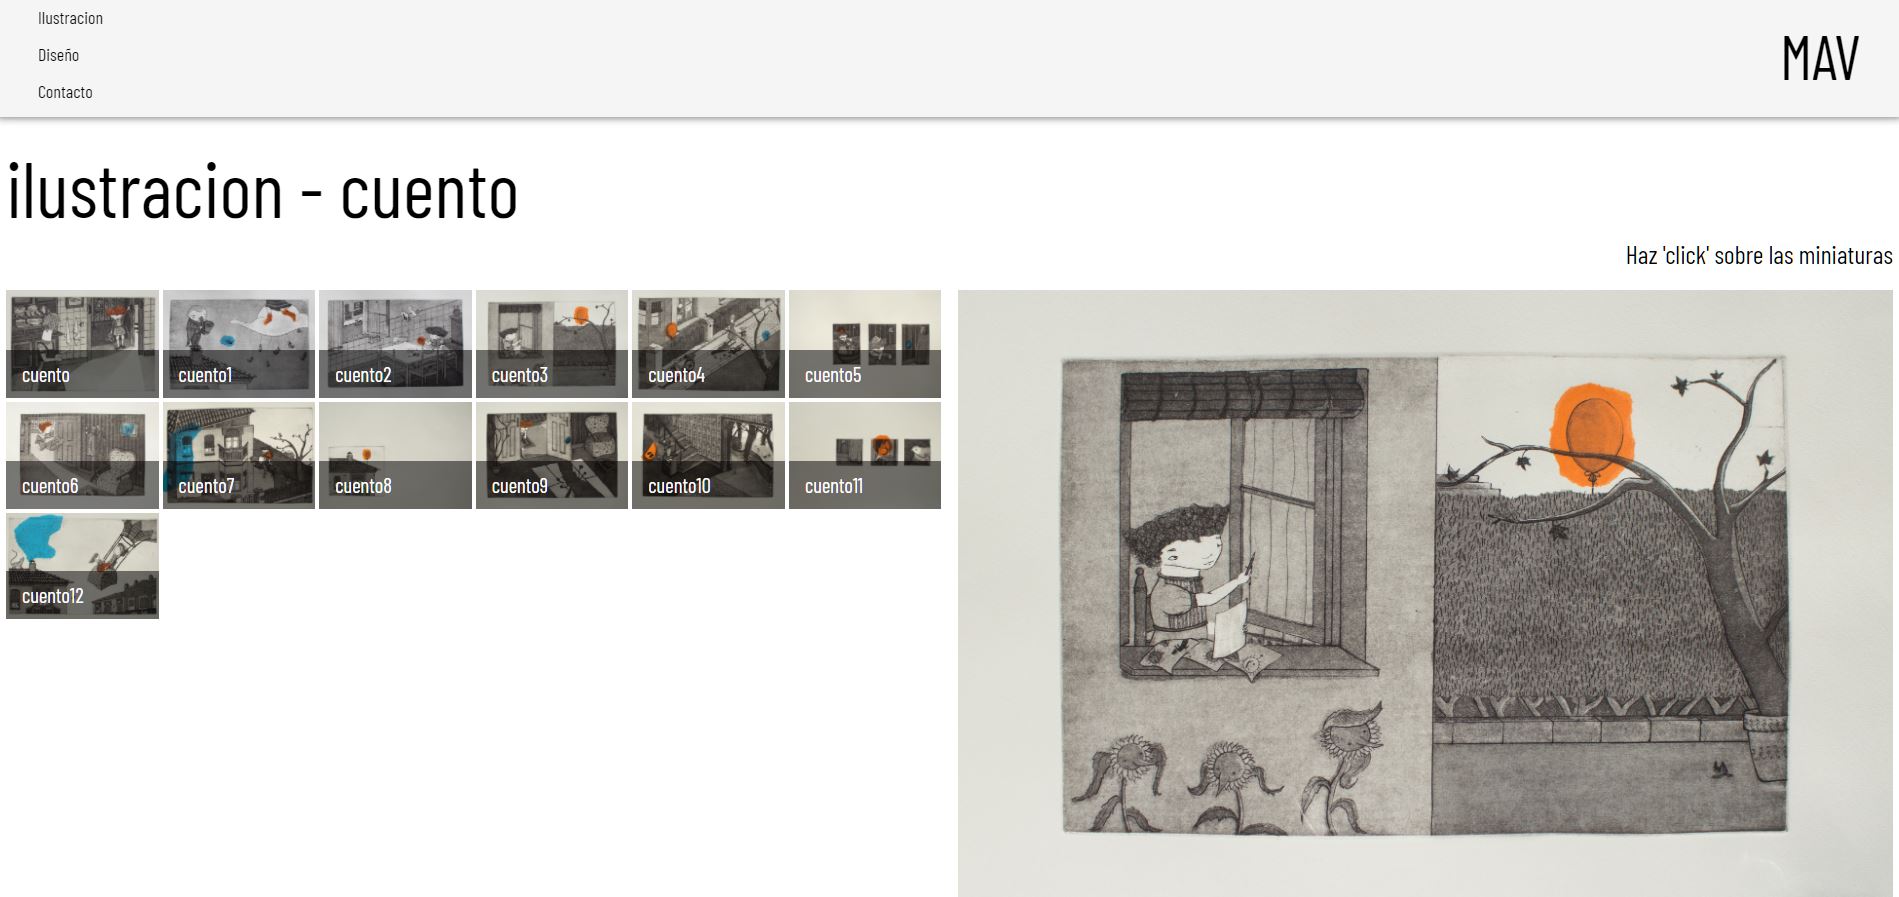 Ilustracion
Diseño
Contacto
MAV
ilustracion - cuento
Haz 'click' sobre las miniaturas
cuento
cuento1
cuento2
cuento3
cuento4
cuento5
cuento6
cuento7
cuento8
cuento9
cuento10
cuento11
cuento12